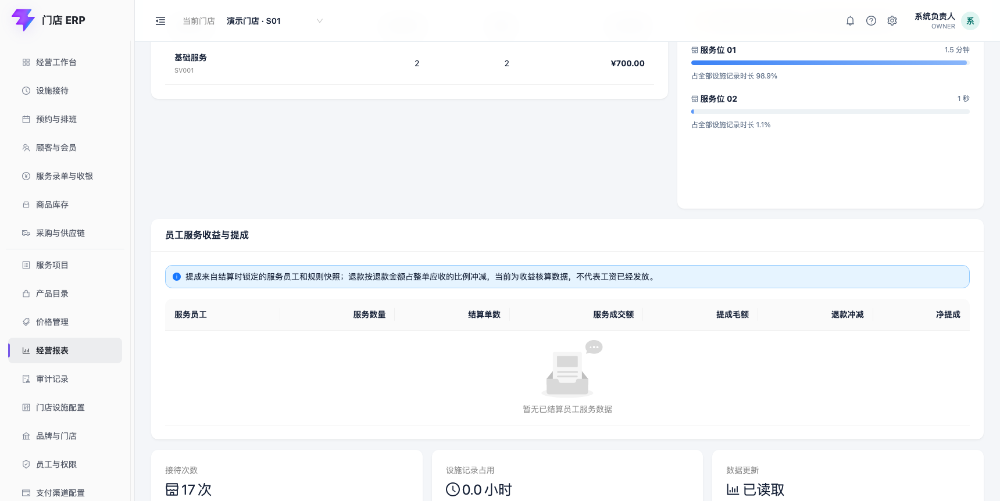 门店 ERP
当前门店 演示门店 · S01
系统负责人
OWNER
系
经营工作台
设施接待
预约与排班
顾客与会员
服务录单与收银
商品库存
采购与供应链
服务项目
产品目录
价格管理
经营报表
审计记录
门店设施配置
品牌与门店
员工与权限
支付渠道配置
基础服务 2 2 ¥700.00
SV001
服务位 01 1.5 分钟
占全部设施记录时长 98.9%
服务位 02 1 秒
占全部设施记录时长 1.1%
员工服务收益与提成
提成来自结算时锁定的服务员工和规则快照；退款按退款金额占整单应收的比例冲减，当前为收益核算数据，不代表工资已经发放。
服务员工 服务数量 结算单数 服务成交额 提成毛额 退款冲减 净提成
暂无已结算员工服务数据
接待次数
17 次
设施记录占用
0.0 小时
数据更新
已读取